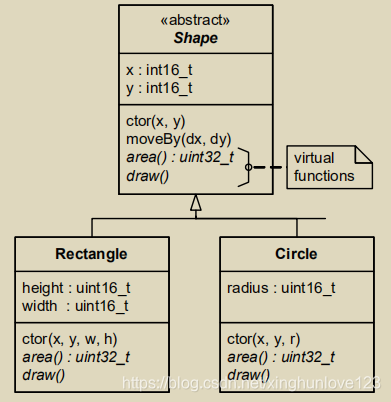 «abstract»
Shape
x : int16_t
y : int16_t
ctor(x, y)
moveBy(dx, dy)
area() : uint32_t
draw()
virtual
functions
Rectangle
height : uint16_t
width : uint16_t
ctor(x, y, w, h)
area() : uint32_t
draw()
Circle
radius : uint16_t
ctor(x, y, r)
area() : uint32_t
draw()
https://blog.csdn.net/xinghunlove123